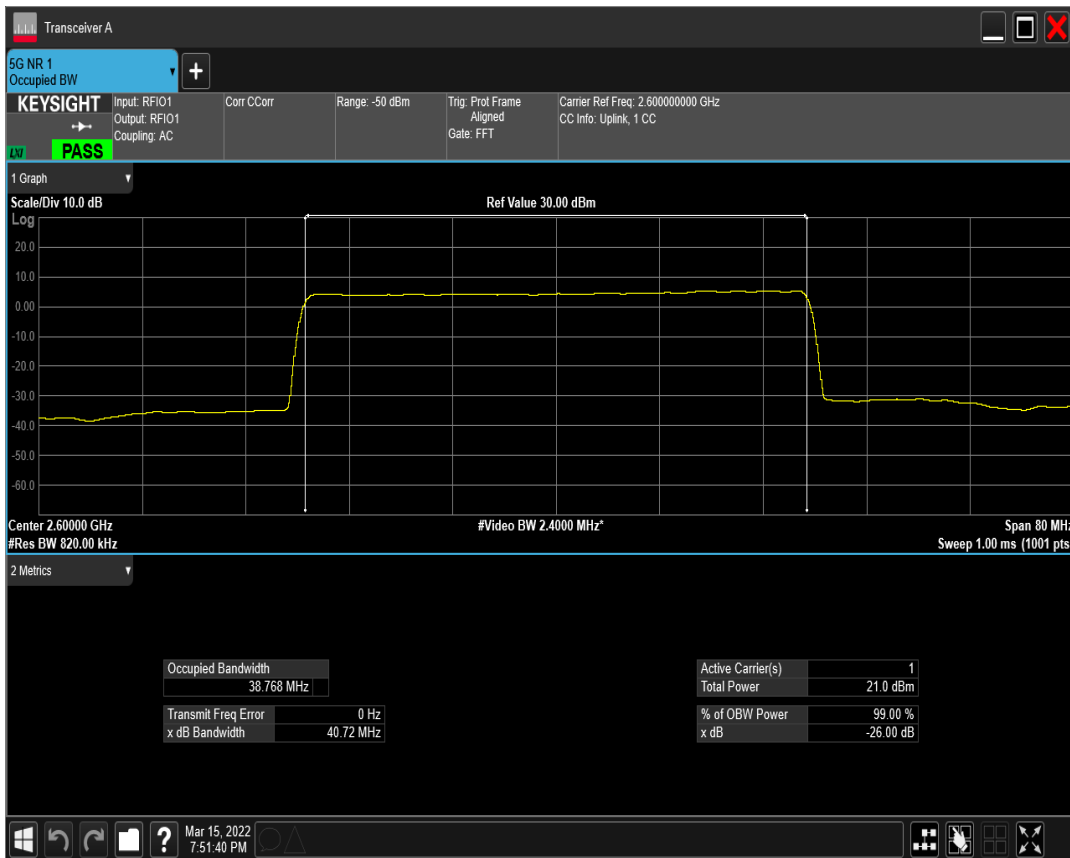 Transceiver A
5G NR 1
Occupied BW
KEYSIGHT
LXI
PASS
Input: RFIO1
Output: RFIO1
Coupling: AC
Corr CCorr
Range: -50 dBm
Trig: Prot Frame
Aligned
Gate: FFT
Carrier Ref Freq: 2.600000000 GHz
CC Info: Uplink, 1 CC
1 Graph
Scale/Div 10.0 dB
Ref Value 30.00 dBm
Log
20.0
10.0
0.00
-10.0
-20.0
-30.0
-40.0
-50.0
-60.0
Center 2.60000 GHz
#Video BW 2.4000 MHz*
Span 80 MHz
#Res BW 820.00 kHz
Sweep 1.00 ms (1001 pts
2 Metrics
Occupied Bandwidth
38.768 MHz
Transmit Freq Error 0 Hz
x dB Bandwidth 40.72 MHz
Active Carrier(s) 1
Total Power 21.0 dBm
% of OBW Power 99.00 %
x dB -26.00 dB
?
Mar 15, 2022
7:51:40 PM